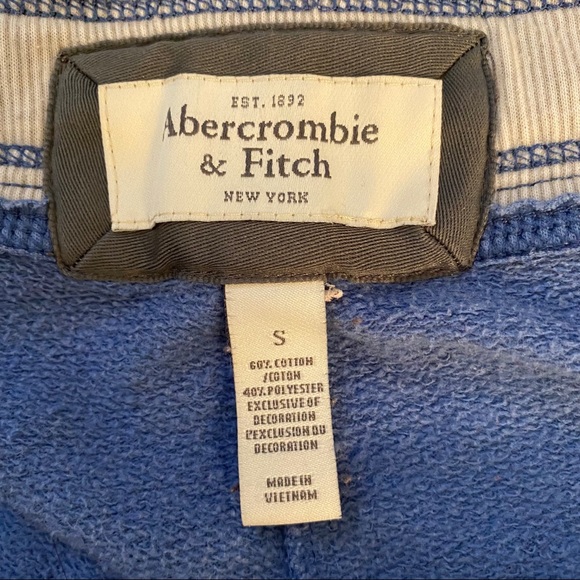 EST. 1892
Abercrombie
& Fitch
NEW YORK
S
60% COTTON
/COTON
40% POLYESTER
EXCLUSIVE OF
DECORATION
L'EXCLUSION DU
DECORATION
MADE IN
VIETNAM